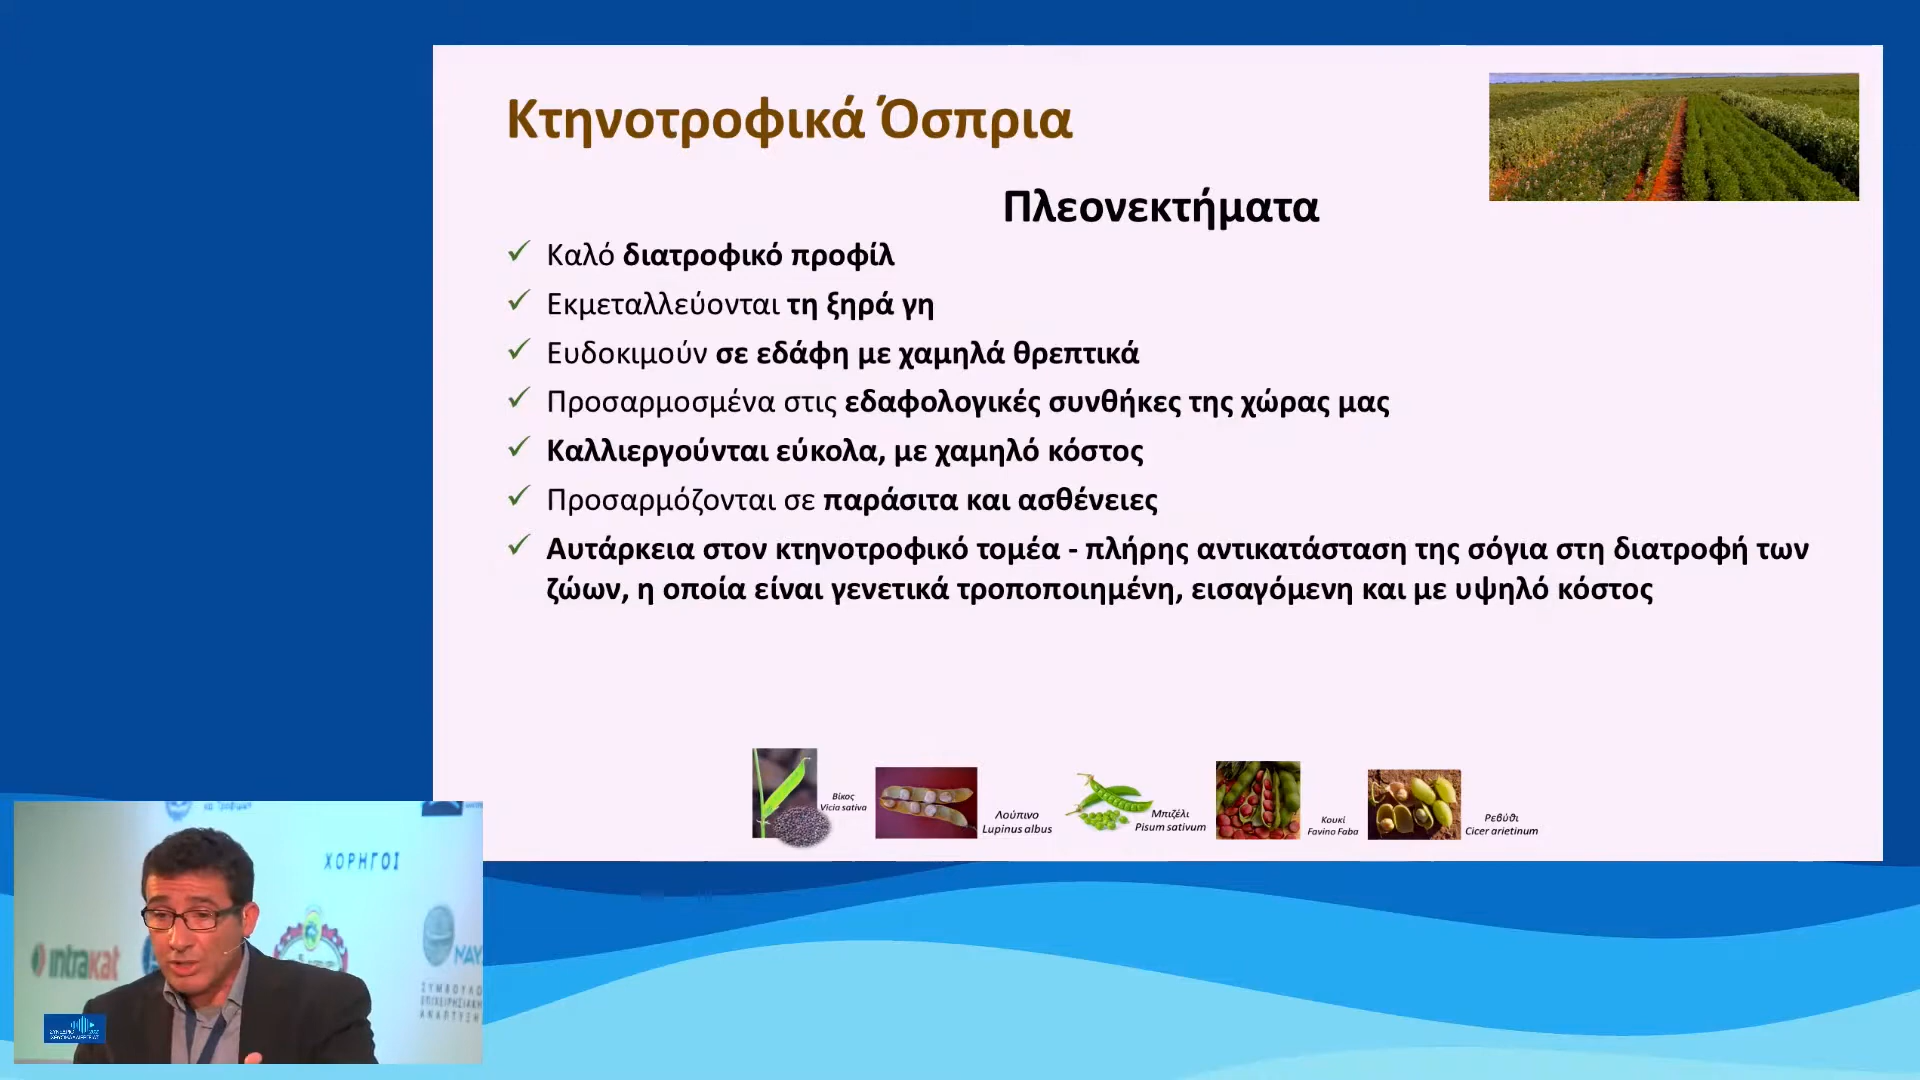 Κτηνοτροφικά Όσπρια
Πλεονεκτήματα
✓ Καλό διατροφικό προφίλ
✓ Εκμεταλλεύονται τη ξηρά γη
✓ Ευδοκιμούν σε εδάφη με χαμηλά θρεπτικά
✓ Προσαρμοσμένα στις εδαφολογικές συνθήκες της χώρας μας
✓ Καλλιεργούνται εύκολα, με χαμηλό κόστος
✓ Προσαρμόζονται σε παράσιτα και ασθένειες
✓ Αυτάρκεια στον κτηνοτροφικό τομέα - πλήρης αντικατάσταση της σόγια στη διατροφή των
ζώων, η οποία είναι γενετικά τροποποιημένη, εισαγόμενη και με υψηλό κόστος
Βίκος
Vicia sativa
Λούπινο
Lupinus albus
Μπιζέλι
Pisum sativum
Κουκί
Favino Faba
Ρεβύθι
Cicer arietinum
ΧΟΡΗΓΟΙ
intrakat
ΣΥΜΒΟΥΛΟ
ΕΠΙΧΕΙΡΗΣΙΑΚΗ
ΑΝΑΠΤΥΞΗ